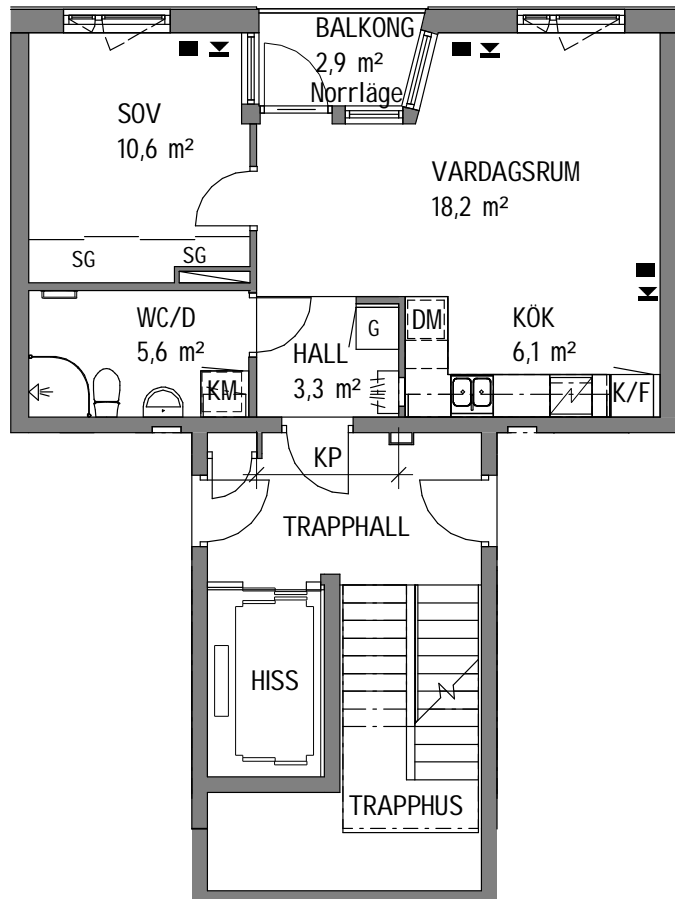 BALKONG
2,9 m²
Norrläge
SOV
10,6 m²
VARDAGSRUM
18,2 m²
SG
SG
WC/D
5,6 m²
KM
HALL
3,3 m²
G
DM
KÖK
6,1 m²
K/F
KP
TRAPPHALL
HISS
TRAPPHUS